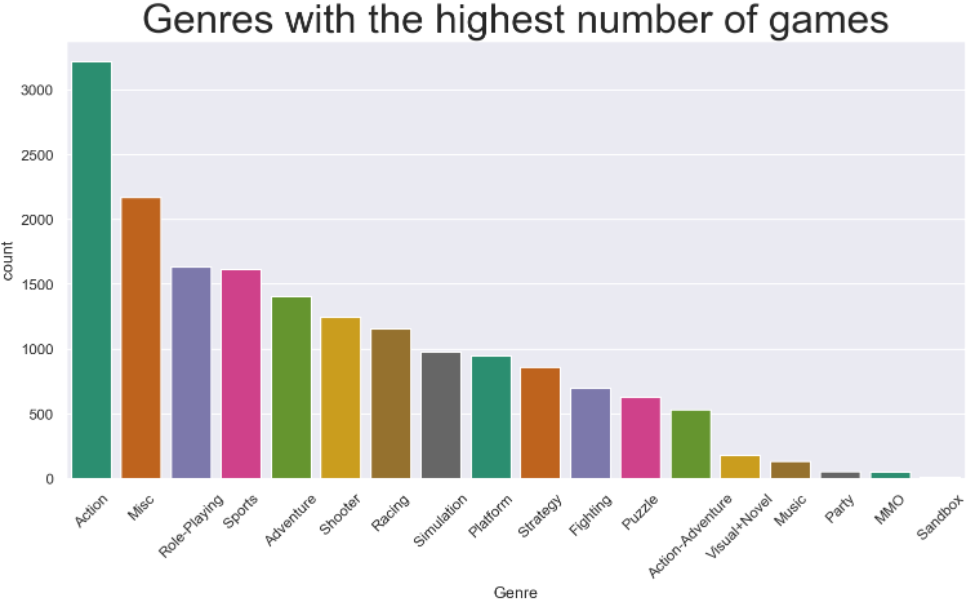 Genres with the highest number of games
count
3000
2500
2000
1500
1000
500
0
Action
Misc
Role-Playing
Sports
Adventure
Shooter
Racing
Simulation
Platform
Strategy
Fighting
Puzzle
Action-Adventure
Visual+Novel
Music
Party
MMO
Sandbox
Genre